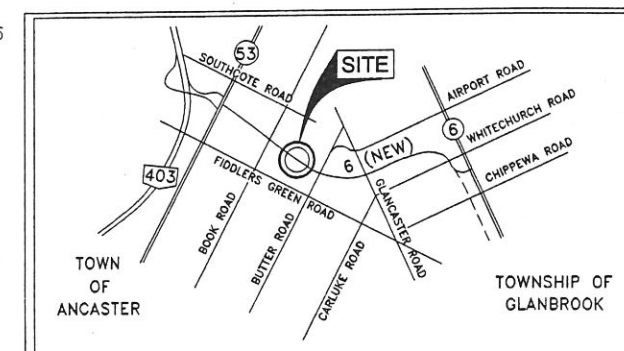 6
53
SOUTHCOTE ROAD
SITE
AIRPORT ROAD
6
WHITECHURCH ROAD
6 (NEW)
CHIPPEWA ROAD
403
FIDDLERS GREEN ROAD
GLANCASTER ROAD
BOOK ROAD
BUTTER ROAD
CARLUKE ROAD
TOWN
OF
ANCASTER
TOWNSHIP OF
GLANBROOK